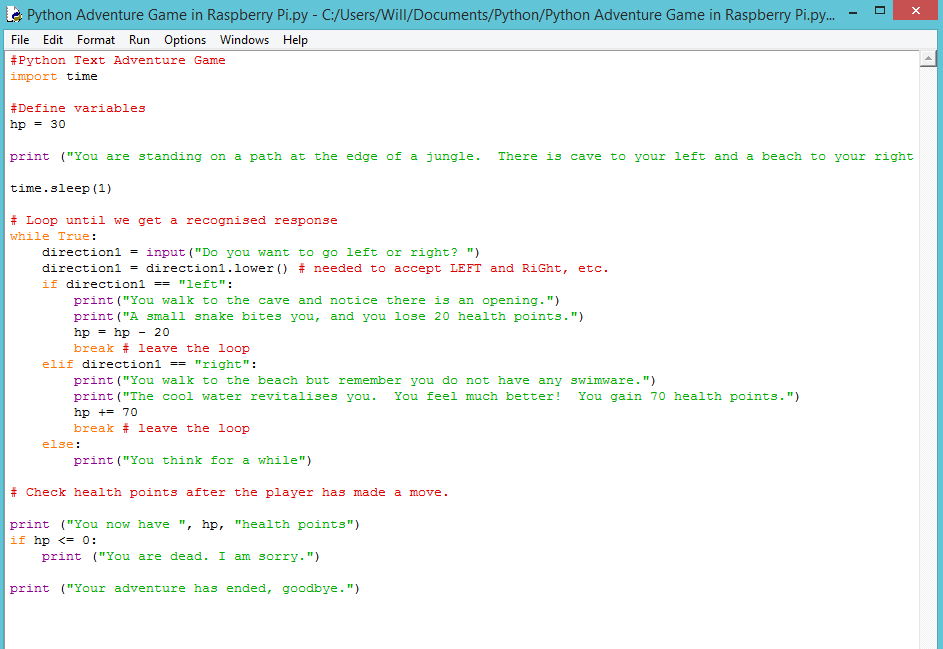 Python Adventure Game in Raspberry Pi.py - C:/Users/Will/Documents/Python/Python Adventure Game in Raspberry Pi.py...
File Edit Format Run Options Windows Help
#Python Text Adventure Game
import time

#Define variables
hp = 30

print ("You are standing on a path at the edge of a jungle.  There is cave to your left and a beach to your right

time.sleep(1)

# Loop until we get a recognised response
while True:
    direction1 = input("Do you want to go left or right? ")
    direction1 = direction1.lower() # needed to accept LEFT and RiGht, etc.
    if direction1 == "left":
        print("You walk to the cave and notice there is an opening.")
        print("A small snake bites you, and you lose 20 health points.")
        hp = hp - 20
        break # leave the loop
    elif direction1 == "right":
        print("You walk to the beach but remember you do not have any swimware.")
        print("The cool water revitalises you.  You feel much better!  You gain 70 health points.")
        hp += 70
        break # leave the loop
    else:
        print("You think for a while")

# Check health points after the player has made a move.

print ("You now have ", hp, "health points")
if hp <= 0:
    print ("You are dead. I am sorry.")

print ("Your adventure has ended, goodbye.")